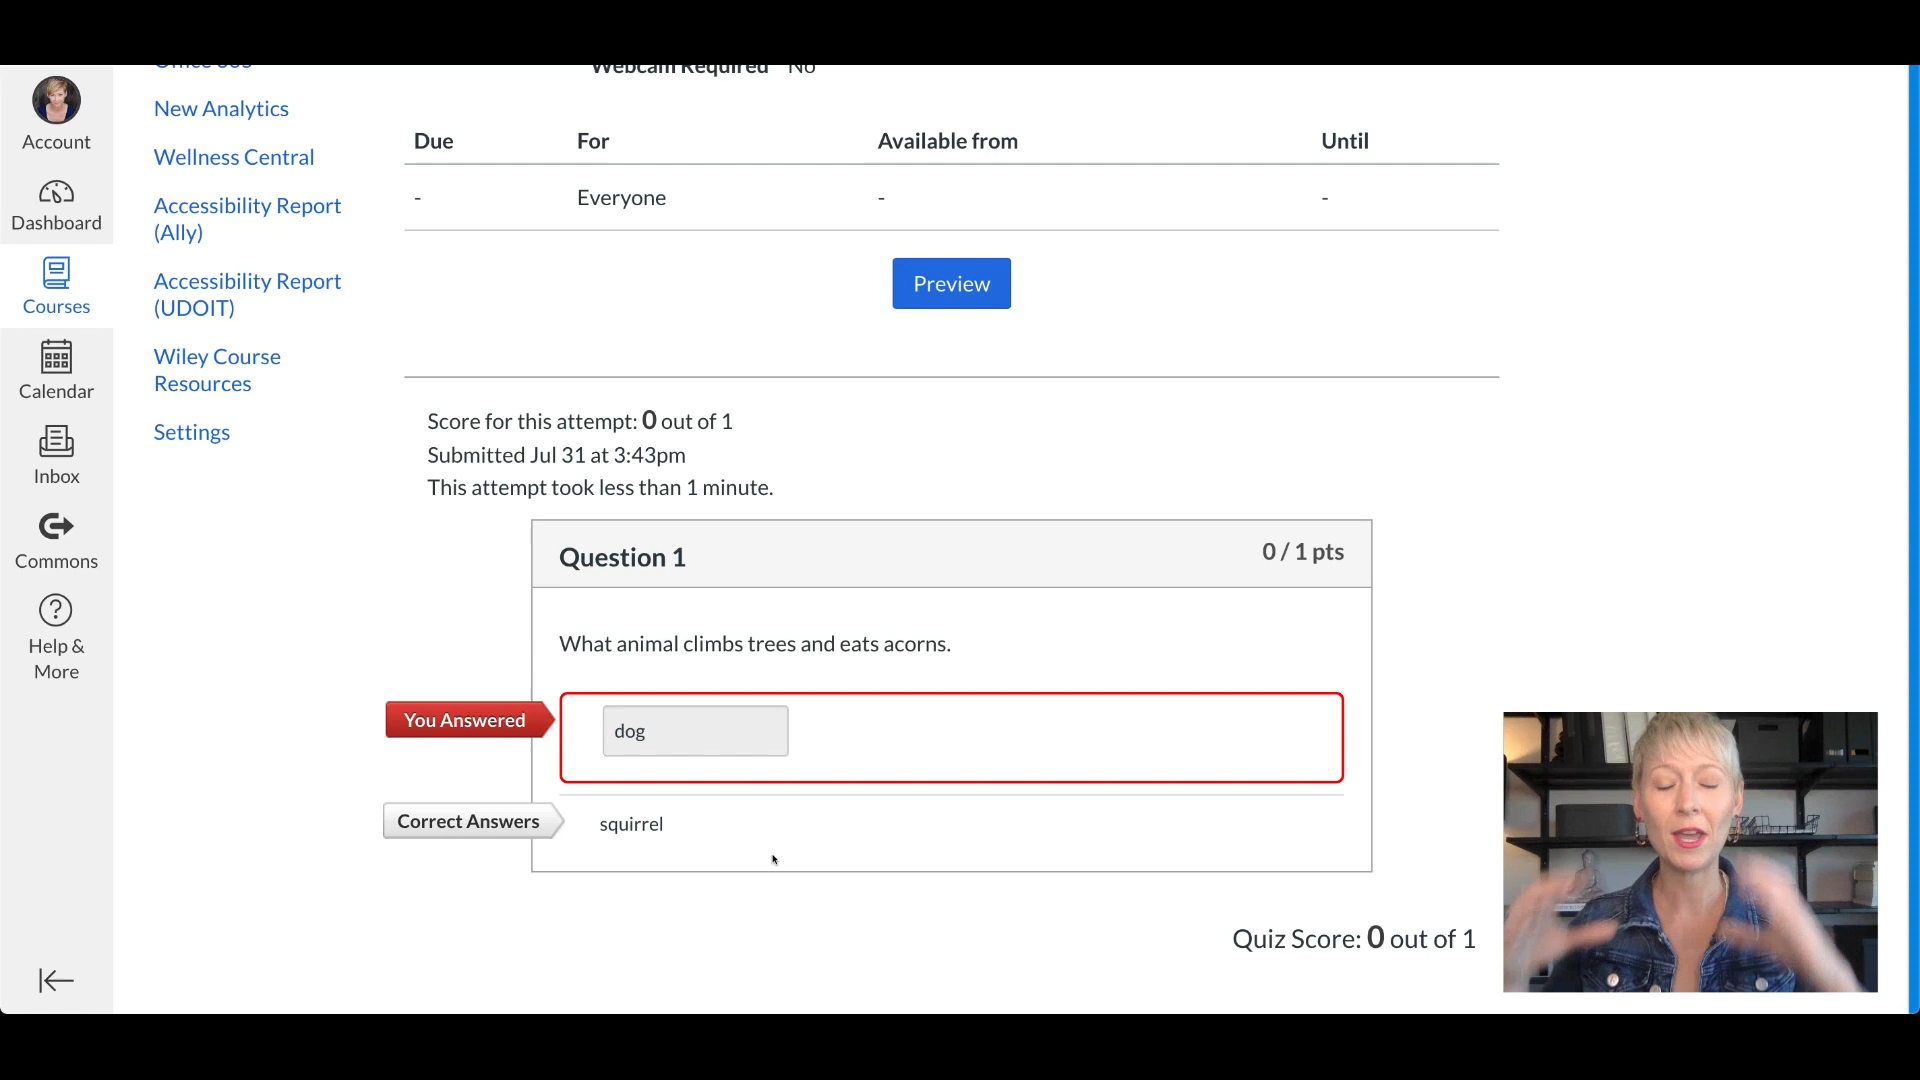 Webcam Required No
Account
Dashboard
Courses
Calendar
Inbox
Commons
Help &
More
New Analytics
Wellness Central
Accessibility Report
(Ally)
Accessibility Report
(UDOIT)
Wiley Course
Resources
Settings
Due For Available from Until
- Everyone - -
Preview
Score for this attempt: 0 out of 1
Submitted Jul 31 at 3:43pm
This attempt took less than 1 minute.
Question 1 0 / 1 pts
What animal climbs trees and eats acorns.
You Answered dog
Correct Answers squirrel
Quiz Score: 0 out of 1